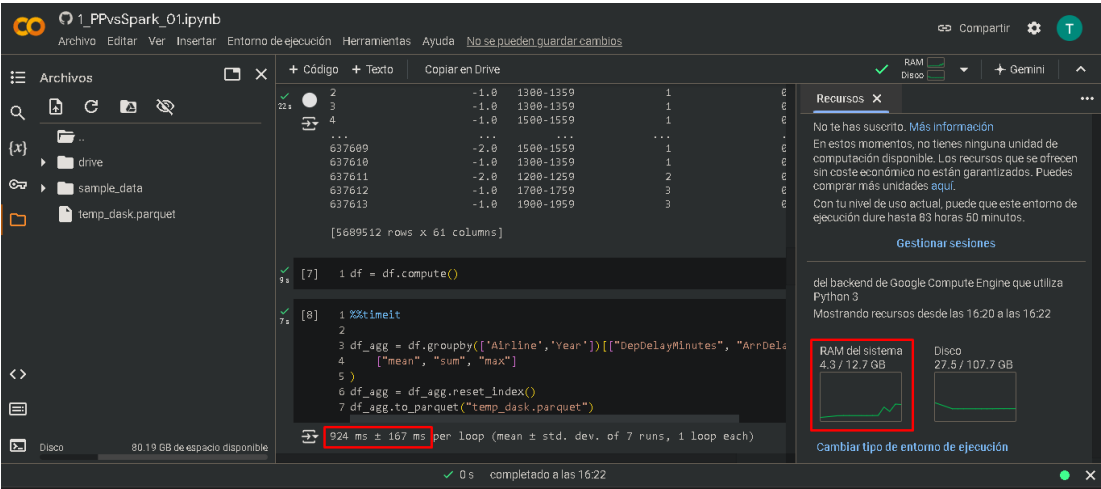 CO
1_PPvsSpark_01.ipynb
Compartir
T
Archivo Editar Ver Insertar Entorno de ejecución Herramientas Ayuda No se pueden guardar cambios
+ Código + Texto Copiar en Drive
RAM
Disco
Gemini
Archivos
..
drive
sample_data
temp_dask.parquet
{x}
<>
Disco 80.19 GB de espacio disponible
22 s
2 -1.0 1300-1359 1
3 -1.0 1300-1359 1
4 -1.0 1500-1559 1
... ... ... ...
637609 -2.0 1500-1559 1
637610 -1.0 1300-1359 1
637611 -2.0 1200-1259 2
637612 -1.0 1700-1759 3
637613 -1.0 1900-1959 3
[5689512 rows x 61 columns]
9 s
[7] 1 df = df.compute()
7 s
[8] 1 %%timeit
2
3 df_agg = df.groupby(['Airline','Year'])[["DepDelayMinutes", "ArrDela
4 ["mean", "sum", "max"]
5 )
6 df_agg = df_agg.reset_index()
7 df_agg.to_parquet("temp_dask.parquet")
924 ms ± 167 ms per loop (mean ± std. dev. of 7 runs, 1 loop each)
Recursos X
No te has suscrito. Más información
En estos momentos, no tienes ninguna unidad de
computación disponible. Los recursos que se ofrecen
sin coste económico no están garantizados. Puedes
comprar más unidades aquí.
Con tu nivel de uso actual, puede que este entorno de
ejecución dure hasta 83 horas 50 minutos.
Gestionar sesiones
del backend de Google Compute Engine que utiliza
Python 3
Mostrando recursos desde las 16:20 a las 16:22
RAM del sistema
4.3 / 12.7 GB
Disco
27.5 / 107.7 GB
Cambiar tipo de entorno de ejecución
0 s completado a las 16:22